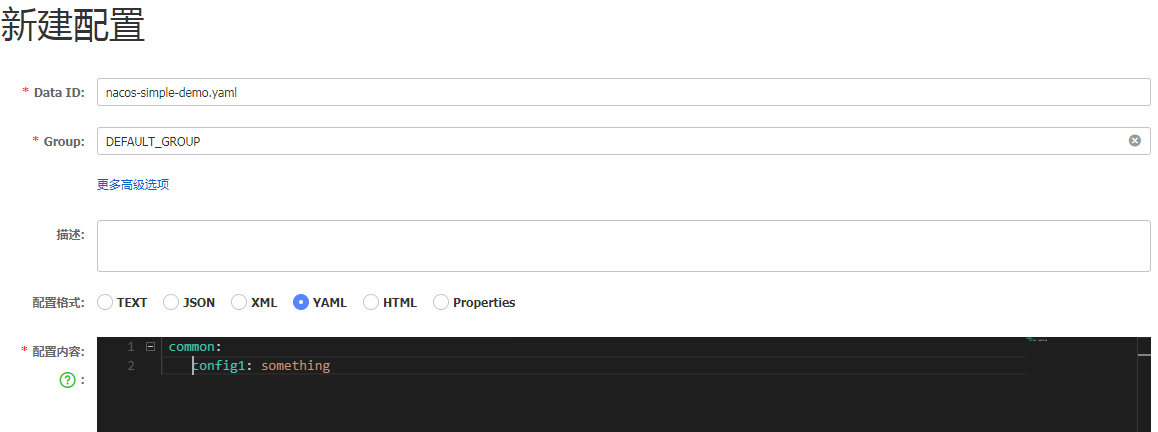 新建配置
* Data ID: nacos-simple-demo.yaml
* Group: DEFAULT_GROUP
更多高级选项
描述:
配置格式: TEXT JSON XML YAML HTML Properties
* 配置内容:
? :
1 common:
2 config1: something